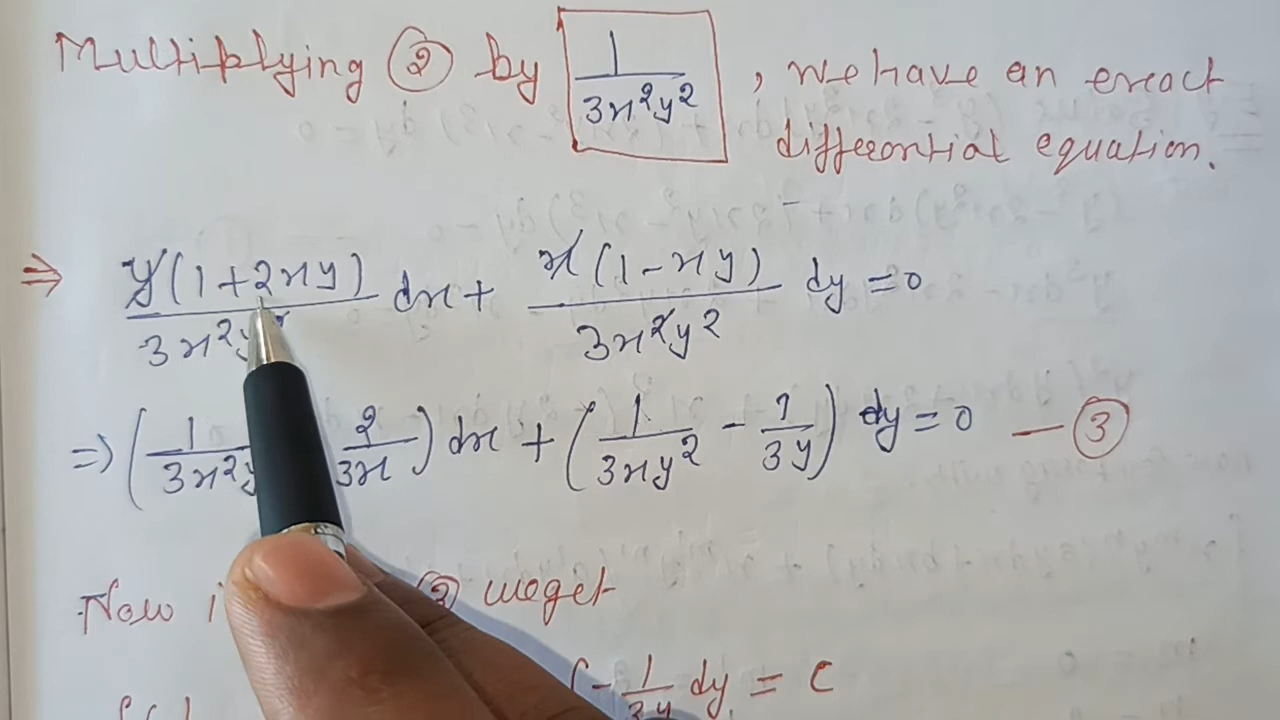 Multiplying ② by 1/3x²y² , we have an exact
differential equation.
⇒ y(1+2xy)/3x²y² dx + x(1-xy)/3x²y² dy = 0
⇒ (1/3x²y 2/3x) dx + (1/3xy² - 1/3y) dy = 0 — ③
Now we get
- 1/3y dy = C